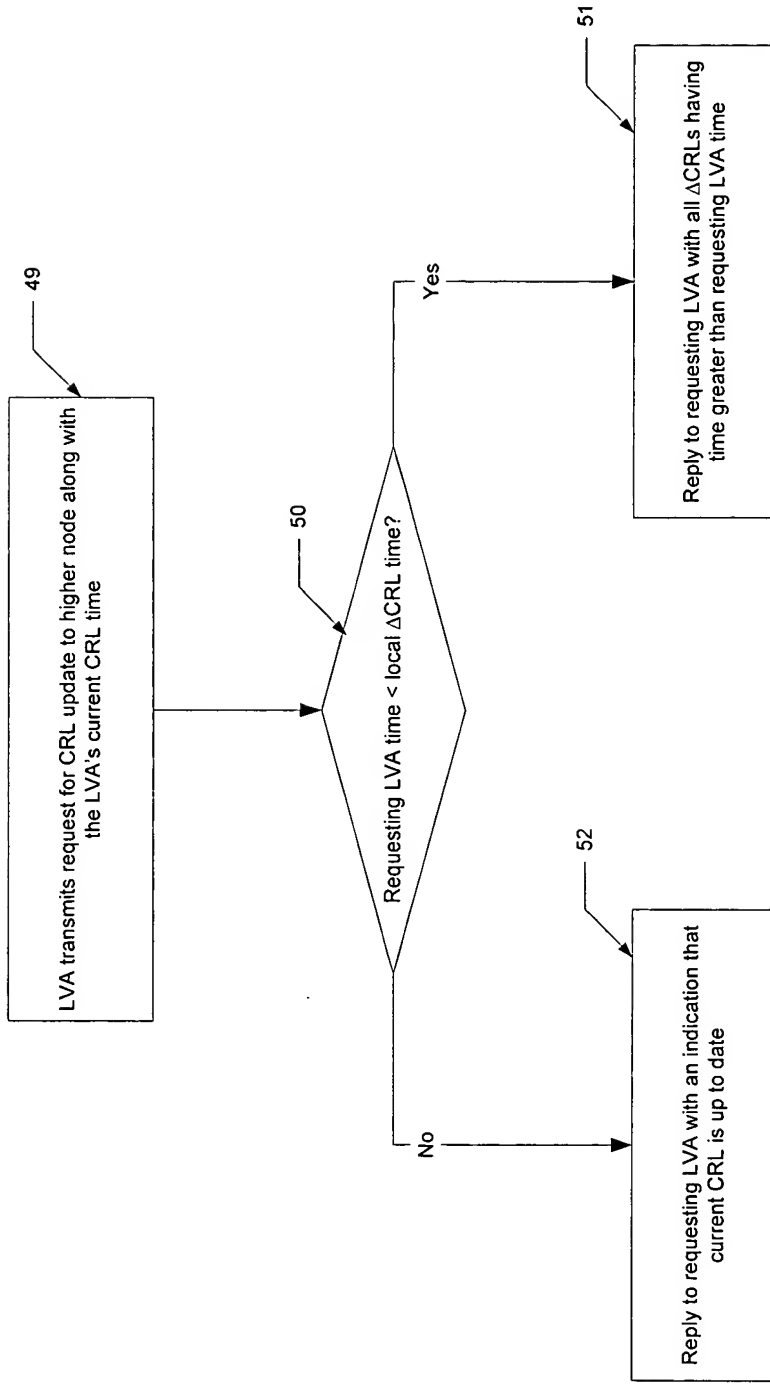 49
LVA transmits request for CRL update to higher node along with
the LVA's current CRL time
50
Requesting LVA time < local ΔCRL time?
No
Yes
52
Reply to requesting LVA with an indication that
current CRL is up to date
51
Reply to requesting LVA with all ΔCRLs having
time greater than requesting LVA time